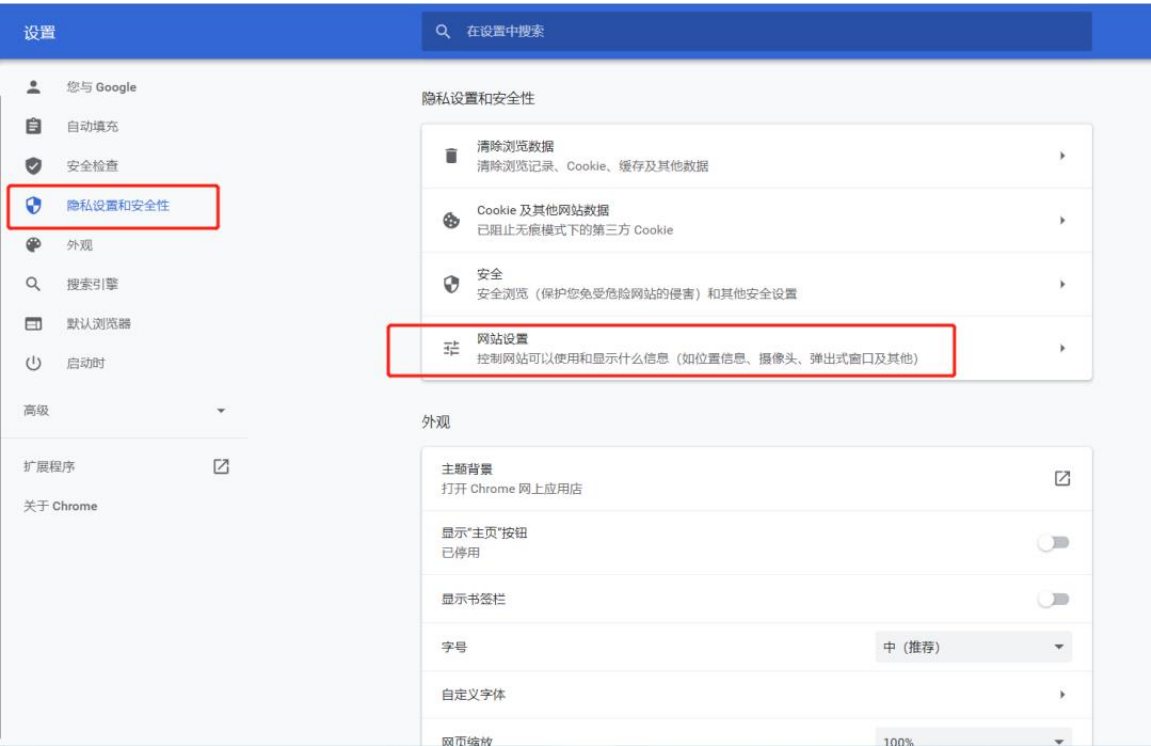 设置
在设置中搜索
您与 Google
自动填充
安全检查
隐私设置和安全性
外观
搜索引擎
默认浏览器
启动时
高级
扩展程序
关于 Chrome
隐私设置和安全性
清除浏览数据
清除浏览记录、Cookie、缓存及其他数据
Cookie 及其他网站数据
已阻止无痕模式下的第三方 Cookie
安全
安全浏览（保护您免受危险网站的侵害）和其他安全设置
网站设置
控制网站可以使用和显示什么信息（如位置信息、摄像头、弹出式窗口及其他）
外观
主题背景
打开 Chrome 网上应用店
显示“主页”按钮
已停用
显示书签栏
字号
中（推荐）
自定义字体
网页缩放
100%